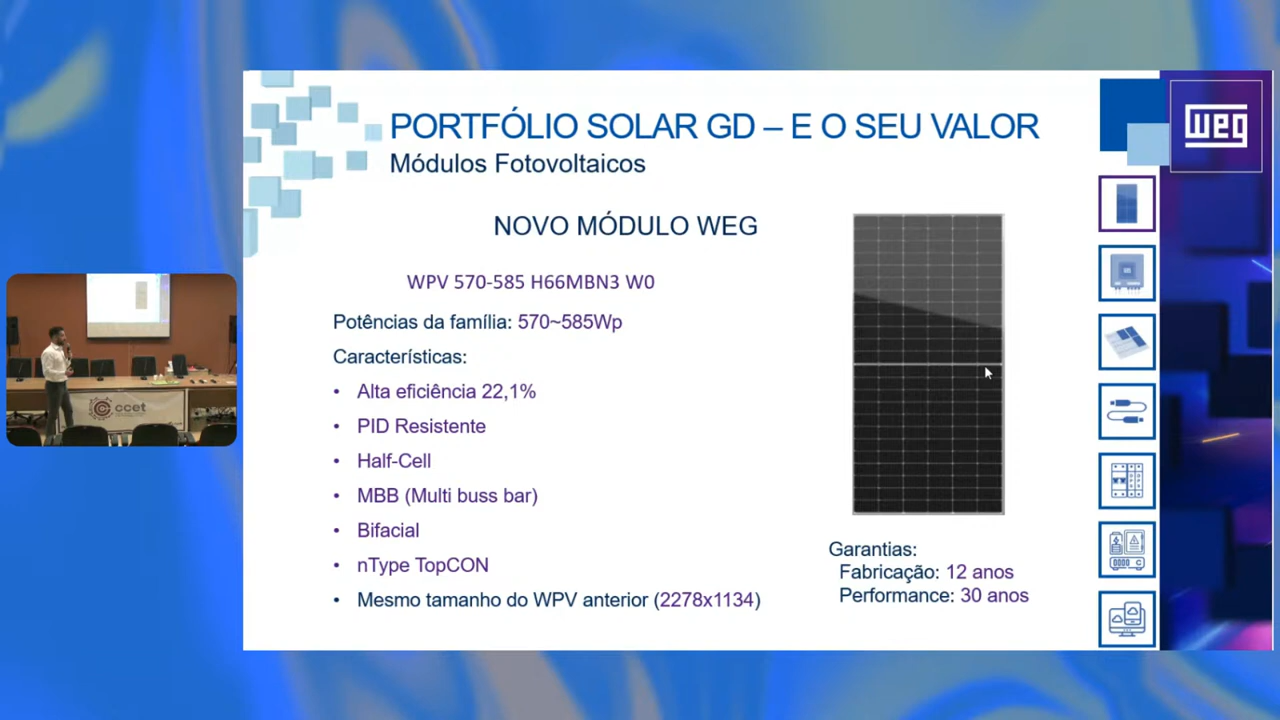 PORTFÓLIO SOLAR GD – E O SEU VALOR
Módulos Fotovoltaicos
weg
NOVO MÓDULO WEG
WPV 570-585 H66MBN3 W0
Potências da família: 570~585Wp
Características:
• Alta eficiência 22,1%
• PID Resistente
• Half-Cell
• MBB (Multi buss bar)
• Bifacial
• nType TopCON
• Mesmo tamanho do WPV anterior (2278x1134)
Garantias:
Fabricação: 12 anos
Performance: 30 anos
ccet